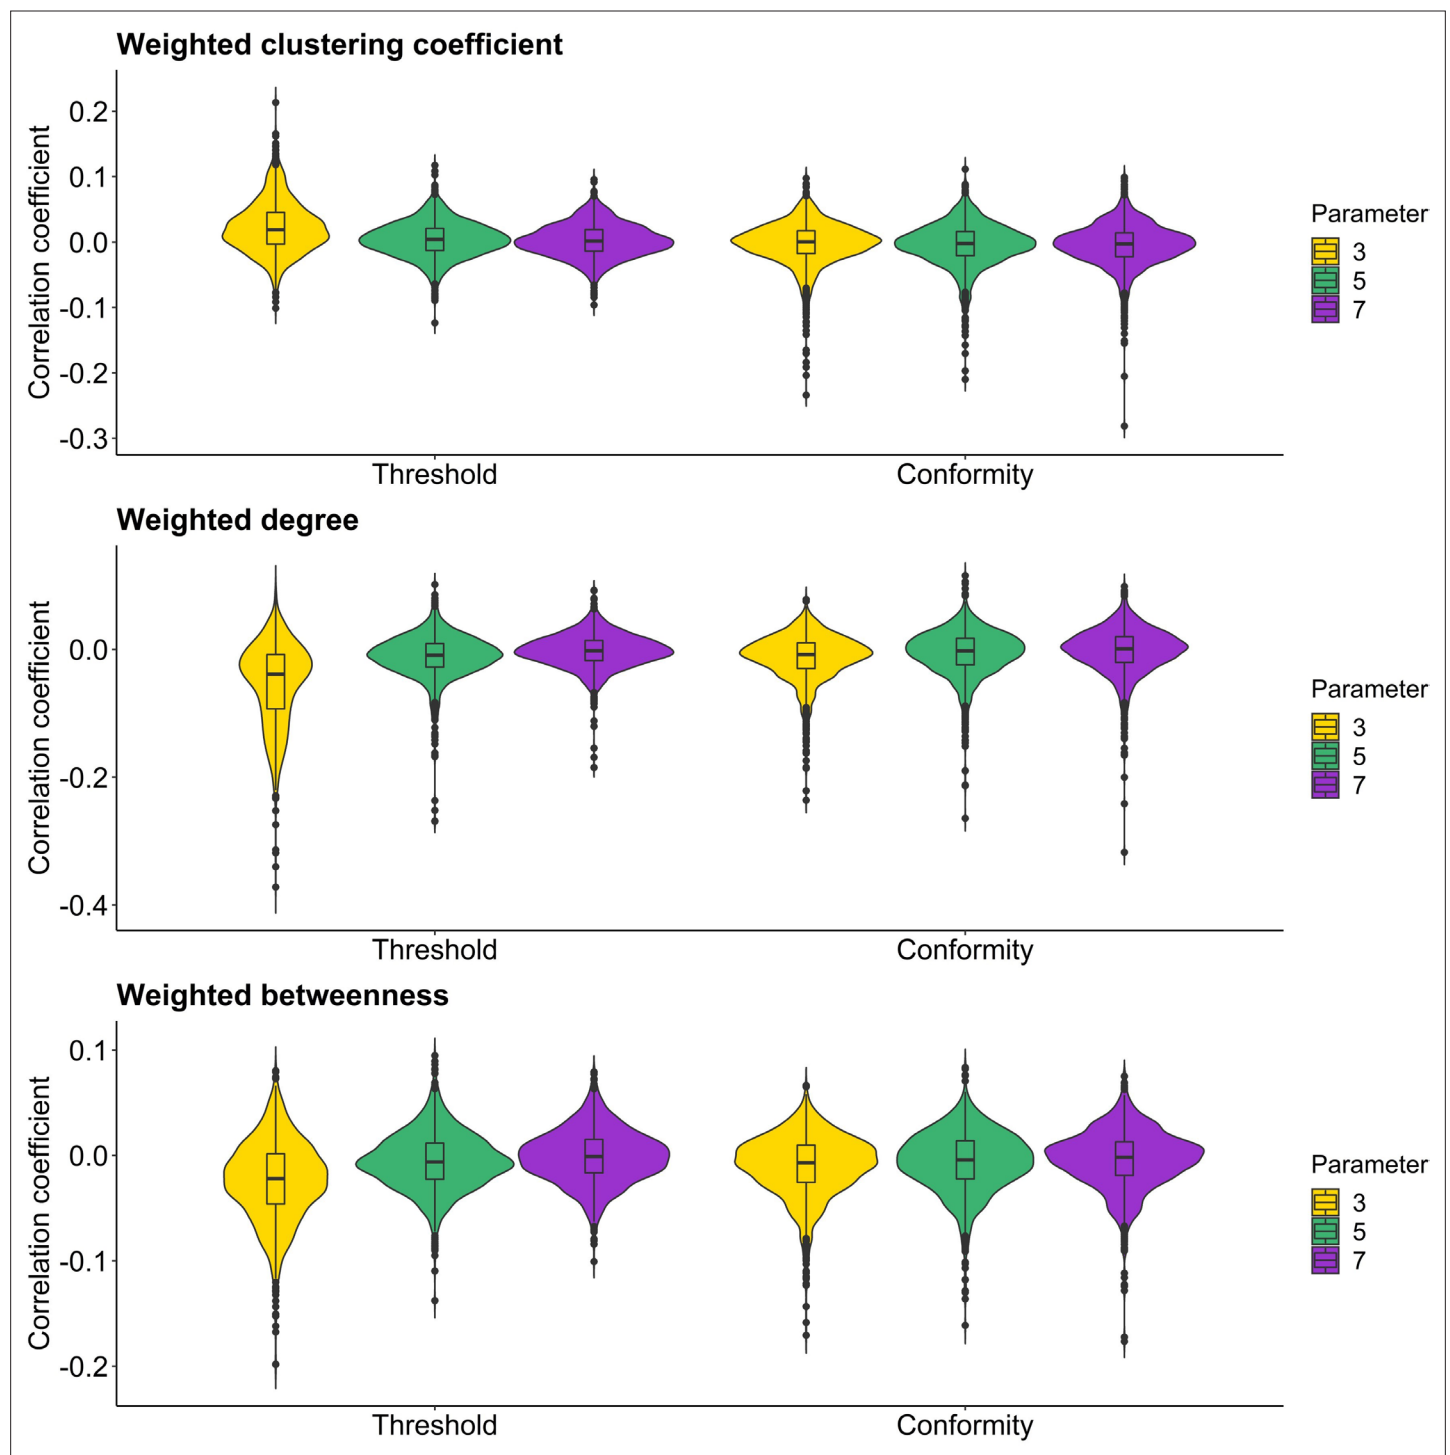 Weighted clustering coefficient
Correlation coefficient
0.2
0.1
0.0
-0.1
-0.2
-0.3
Threshold
Conformity
Parameter
3
5
7
Weighted degree
Correlation coefficient
0.0
-0.2
-0.4
Threshold
Conformity
Parameter
3
5
7
Weighted betweenness
Correlation coefficient
0.1
0.0
-0.1
-0.2
Threshold
Conformity
Parameter
3
5
7